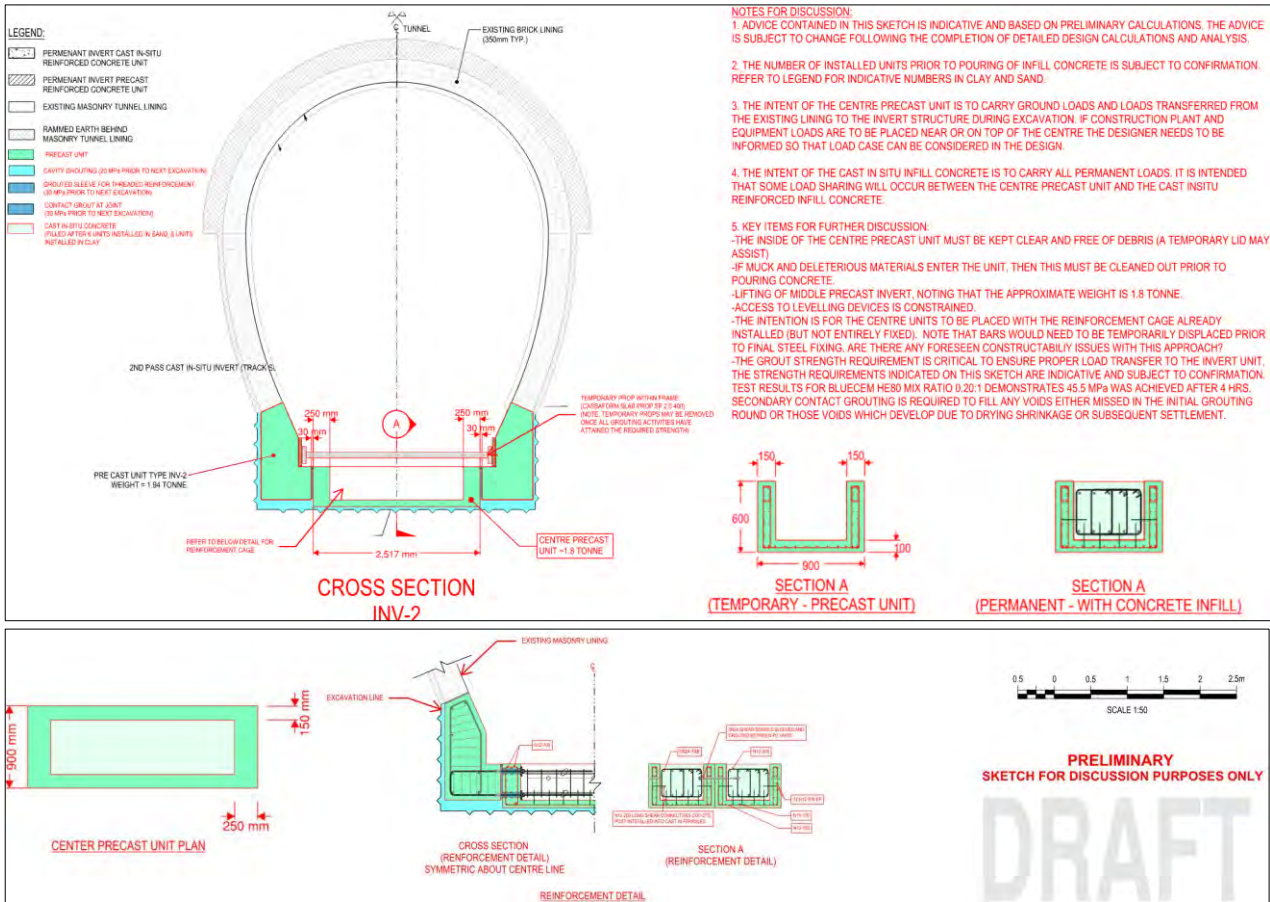 LEGEND:
PERMENANT INVERT CAST IN-SITU
REINFORCED CONCRETE UNIT
PERMENANT INVERT PRECAST
REINFORCED CONCRETE UNIT
EXISTING MASONRY TUNNEL LINING
RAMMED EARTH BEHIND
MASONRY TUNNEL LINING
PRECAST UNIT
CAVITY GROUTING (20 MPa PRIOR TO NEXT EXCAVATION)
GROUTED SLEEVE FOR THREADED REINFORCEMENT
(30 MPa PRIOR TO NEXT EXCAVATION)
CONTACT GROUT AT JOINT
(30 MPa PRIOR TO NEXT EXCAVATION)
CAST IN-SITU CONCRETE
INSTALLED IN CLAY
TUNNEL
EXISTING BRICK LINING
(350mm TYP.)
2ND PASS CAST IN-SITU INVERT (TRACK S
250 mm
30 mm
A
250 mm
30 mm
TEMPORARY PROP WITHIN FRAME
(NOTE, TEMPORARY PROPS MAY BE REMOVED
ONCE ALL GROUTING ACTIVITIES HAVE
ATTAINED THE REQUIRED STRENGTH)
PRE CAST UNIT TYPE INV-2
WEIGHT = 1.94 TONNE
REFER TO BELOW DETAIL FOR
REINFORCEMENT CAGE
2,517 mm
CENTRE PRECAST
UNIT ~1.8 TONNE
CROSS SECTION
INV-2
NOTES FOR DISCUSSION:
1. ADVICE CONTAINED IN THIS SKETCH IS INDICATIVE AND BASED ON PRELIMINARY CALCULATIONS. THE ADVICE
IS SUBJECT TO CHANGE FOLLOWING THE COMPLETION OF DETAILED DESIGN CALCULATIONS AND ANALYSIS.
2. THE NUMBER OF INSTALLED UNITS PRIOR TO POURING OF INFILL CONCRETE IS SUBJECT TO CONFIRMATION.
REFER TO LEGEND FOR INDICATIVE NUMBERS IN CLAY AND SAND.
3. THE INTENT OF THE CENTRE PRECAST UNIT IS TO CARRY GROUND LOADS AND LOADS TRANSFERRED FROM
THE EXISTING LINING TO THE INVERT STRUCTURE DURING EXCAVATION. IF CONSTRUCTION PLANT AND
EQUIPMENT LOADS ARE TO BE PLACED NEAR OR ON TOP OF THE CENTRE THE DESIGNER NEEDS TO BE
INFORMED SO THAT LOAD CASE CAN BE CONSIDERED IN THE DESIGN.
4. THE INTENT OF THE CAST IN SITU INFILL CONCRETE IS TO CARRY ALL PERMANENT LOADS. IT IS INTENDED
THAT SOME LOAD SHARING WILL OCCUR BETWEEN THE CENTRE PRECAST UNIT AND THE CAST INSITU
REINFORCED INFILL CONCRETE.
5. KEY ITEMS FOR FURTHER DISCUSSION:
-THE INSIDE OF THE CENTRE PRECAST UNIT MUST BE KEPT CLEAR AND FREE OF DEBRIS (A TEMPORARY LID MAY
ASSIST)
-IF MUCK AND DELETERIOUS MATERIALS ENTER THE UNIT, THEN THIS MUST BE CLEANED OUT PRIOR TO
POURING CONCRETE.
-LIFTING OF MIDDLE PRECAST INVERT, NOTING THAT THE APPROXIMATE WEIGHT IS 1.8 TONNE.
-ACCESS TO LEVELLING DEVICES IS CONSTRAINED.
-THE INTENTION IS FOR THE CENTRE UNITS TO BE PLACED WITH THE REINFORCEMENT CAGE ALREADY
INSTALLED (BUT NOT ENTIRELY FIXED). NOTE THAT BARS WOULD NEED TO BE TEMPORARILY DISPLACED PRIOR
TO FINAL STEEL FIXING. ARE THERE ANY FORESEEN CONSTRUCTABILIY ISSUES WITH THIS APPROACH?
-THE GROUT STRENGTH REQUIREMENT IS CRITICAL TO ENSURE PROPER LOAD TRANSFER TO THE INVERT UNIT.
THE STRENGTH REQUIREMENTS INDICATED ON THIS SKETCH ARE INDICATIVE AND SUBJECT TO CONFIRMATION.
TEST RESULTS FOR BLUECEM HE80 MIX RATIO 0.20:1 DEMONSTRATES 45.5 MPa WAS ACHIEVED AFTER 4 HRS.
SECONDARY CONTACT GROUTING IS REQUIRED TO FILL ANY VOIDS EITHER MISSED IN THE INITIAL GROUTING
ROUND OR THOSE VOIDS WHICH DEVELOP DUE TO DRYING SHRINKAGE OR SUBSEQUENT SETTLEMENT.
150
150
600
100
900
SECTION A
(TEMPORARY - PRECAST UNIT)
SECTION A
(PERMANENT - WITH CONCRETE INFILL)
900 mm
150 mm
250 mm
CENTER PRECAST UNIT PLAN
EXISTING MASONRY LINING
EXCAVATION LINE
CROSS SECTION
(RENFORCEMENT DETAIL)
SYMMETRIC ABOUT CENTRE LINE
SECTION A
(REINFORCEMENT DETAIL)
REINFORCEMENT DETAIL
0.5 0 0.5 1 1.5 2 2.5m
SCALE 1:50
PRELIMINARY
SKETCH FOR DISCUSSION PURPOSES ONLY
DRAFT